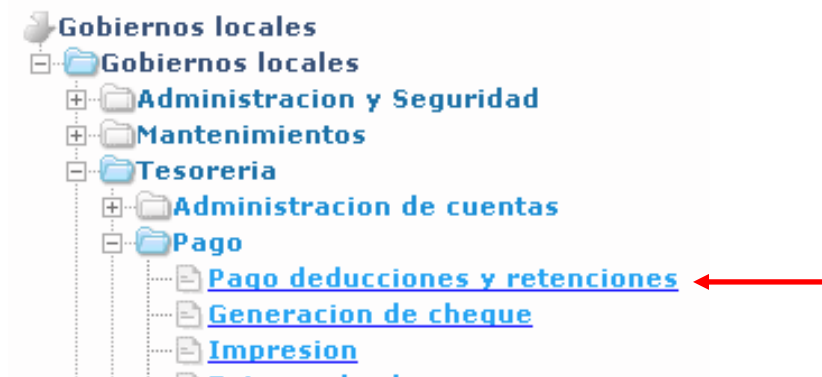 Gobiernos locales
Gobiernos locales
Administracion y Seguridad
Mantenimientos
Tesoreria
Administracion de cuentas
Pago
Pago deducciones y retenciones
Generacion de cheque
Impresion